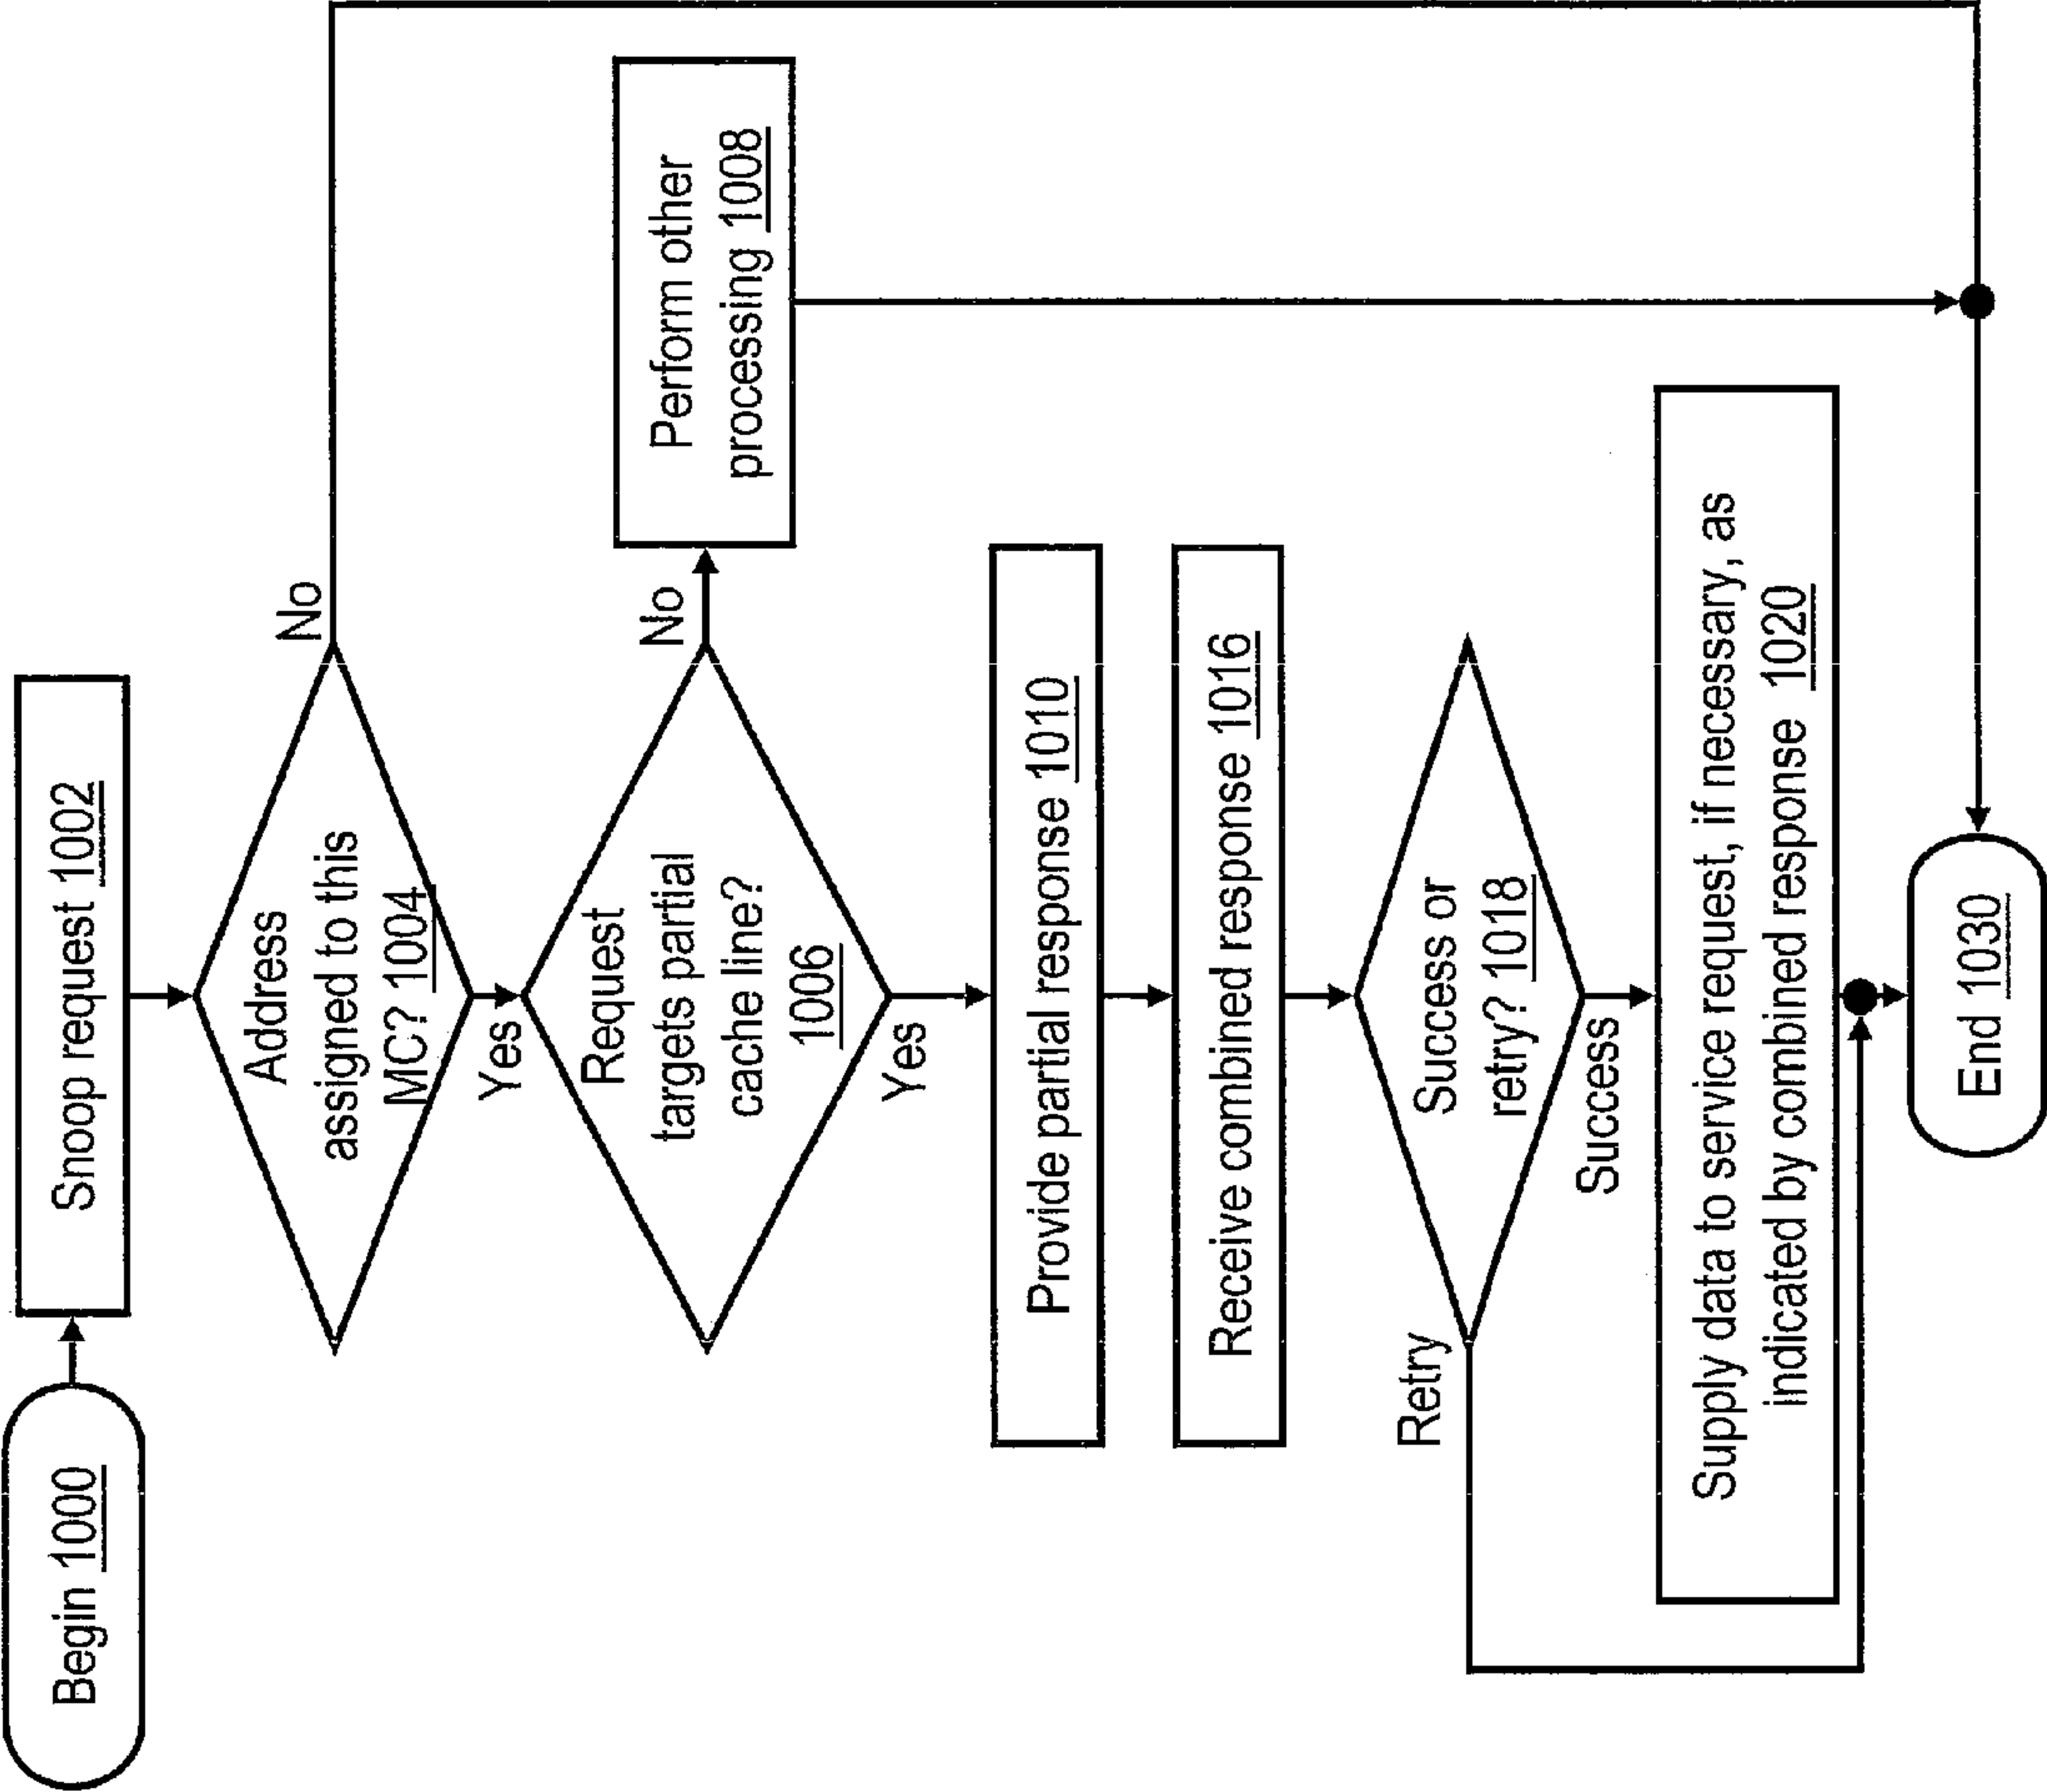 Begin 1000
Snoop request 1002
Address
assigned to this
MC? 1004
No
Yes
Request
targets partial
cache line?
1006
No
Perform other
processing 1008
Yes
Provide partial response 1010
Receive combined response 1016
Success or
retry? 1018
Retry
Success
Supply data to service request, if necessary, as
indicated by combined response 1020
End 1030